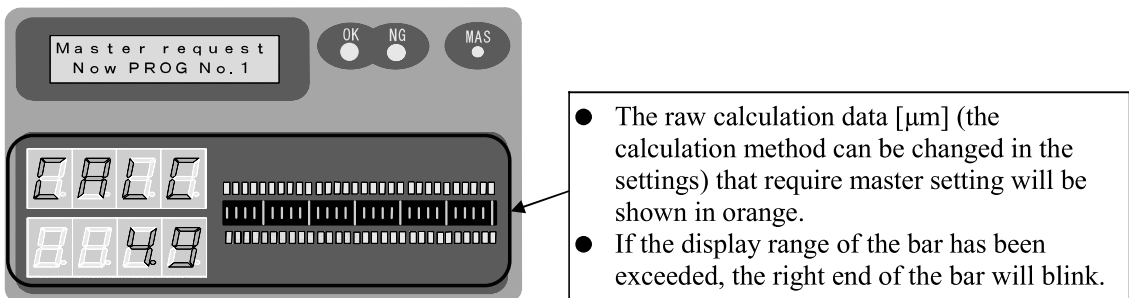 Master request
Now PROG No.1
OK NG MAS
CALC
4.9
● The raw calculation data [μm] (the
calculation method can be changed in the
settings) that require master setting will be
shown in orange.
● If the display range of the bar has been
exceeded, the right end of the bar will blink.